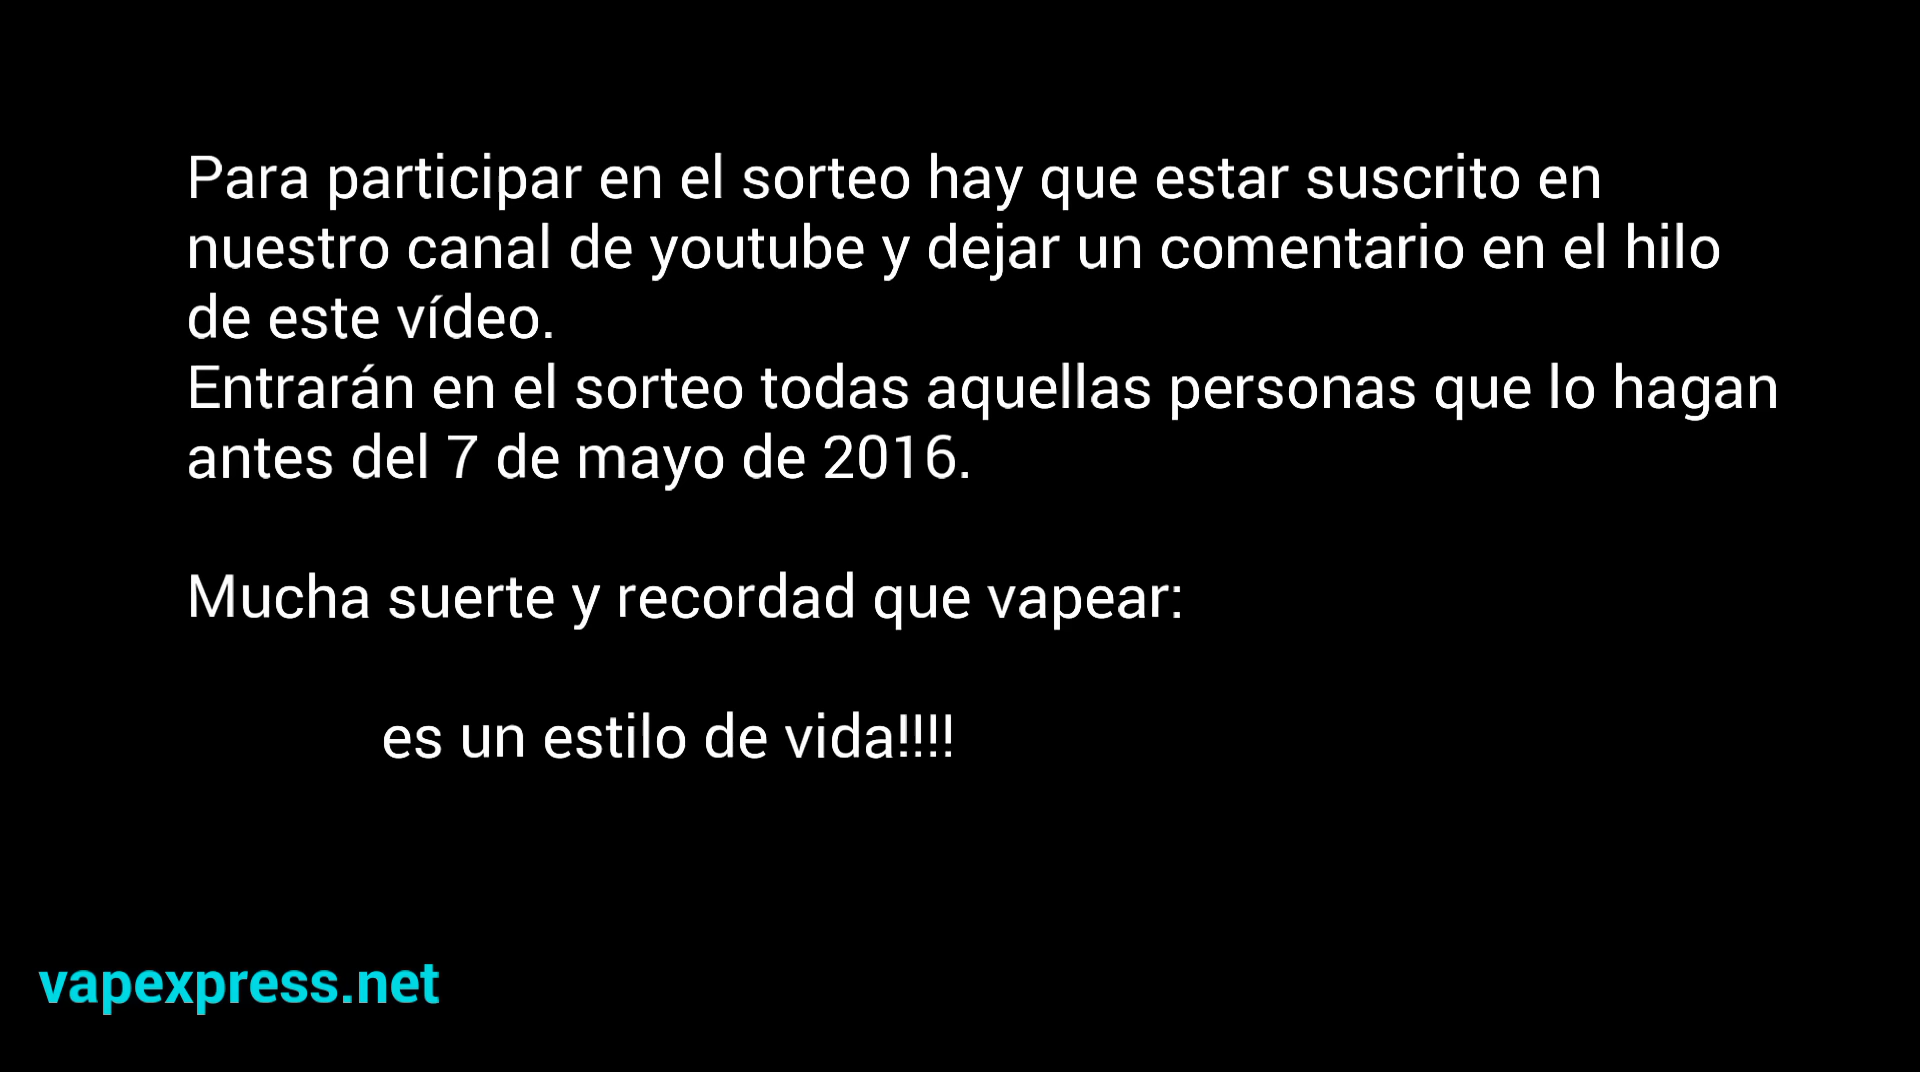 Para participar en el sorteo hay que estar suscrito en
nuestro canal de youtube y dejar un comentario en el hilo
de este vídeo.
Entrarán en el sorteo todas aquellas personas que lo hagan
antes del 7 de mayo de 2016.
Mucha suerte y recordad que vapear:
es un estilo de vida!!!!
vapexpress.net